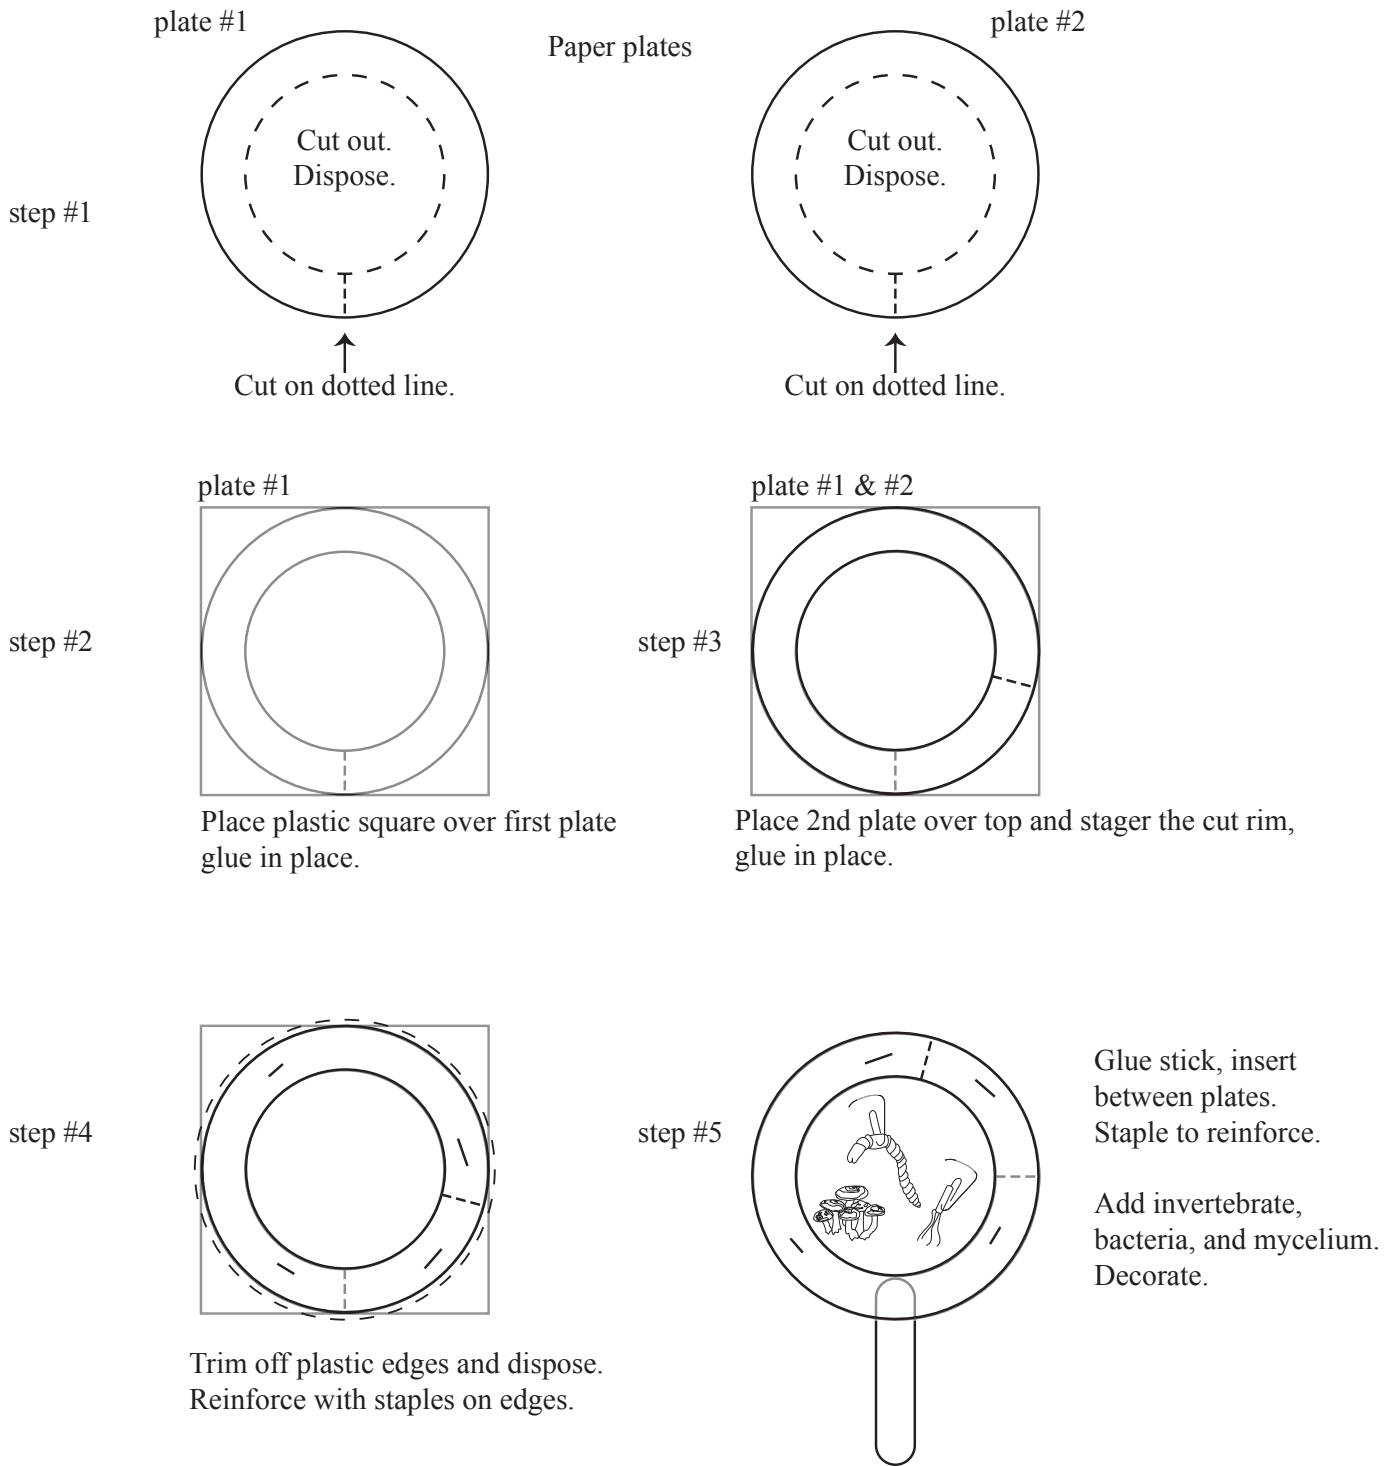 plate #1
Paper plates
plate #2
Cut out.
Dispose.
Cut out.
Dispose.
step #1
Cut on dotted line.
Cut on dotted line.
plate #1
plate #1 & #2
step #2
step #3
Place plastic square over first plate
glue in place.
Place 2nd plate over top and stager the cut rim,
glue in place.
step #4
step #5
Glue stick, insert
between plates.
Staple to reinforce.
Add invertebrate,
bacteria, and mycelium.
Decorate.
Trim off plastic edges and dispose.
Reinforce with staples on edges.